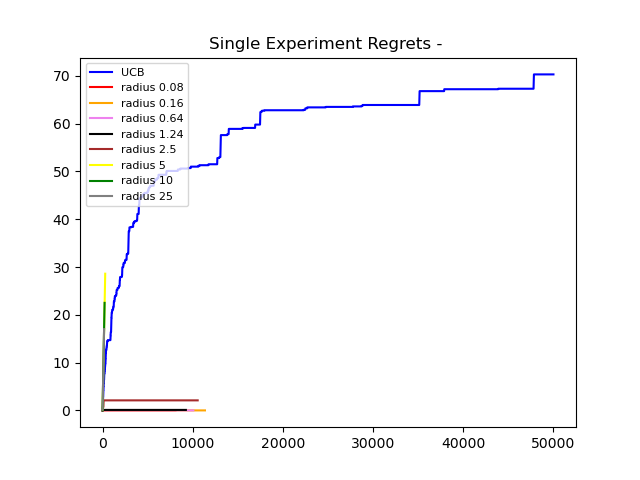 Single Experiment Regrets -
70
60
50
40
30
20
10
0
UCB
radius 0.08
radius 0.16
radius 0.64
radius 1.24
radius 2.5
radius 5
radius 10
radius 25
0 10000 20000 30000 40000 50000